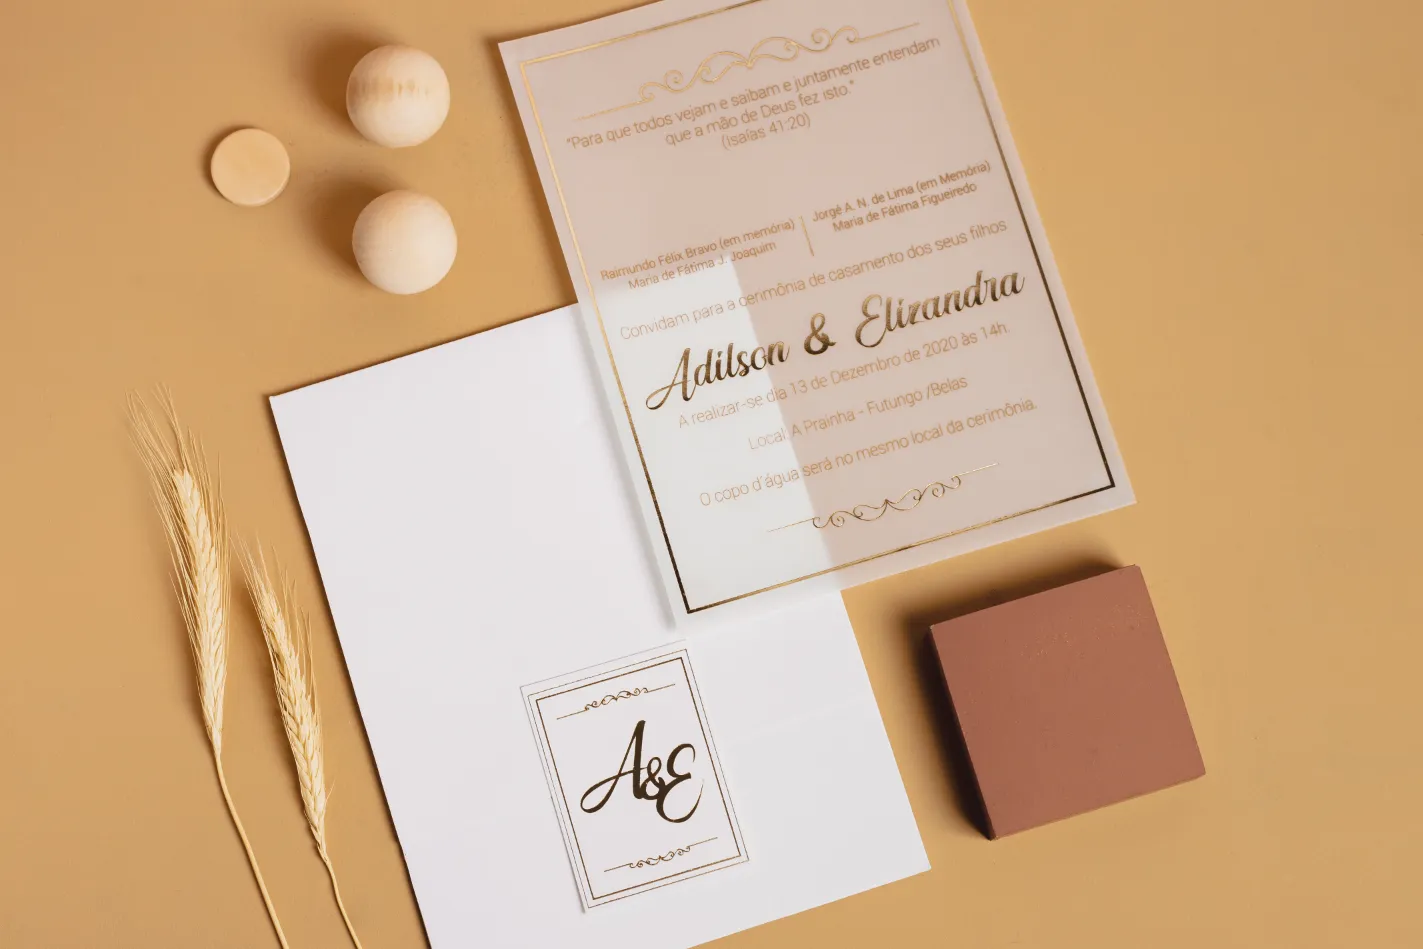 "Para que todos vejam e saibam e juntamente entendam
que a mão de Deus fez isto."
(Isaías 41:20)
Raimundo Félix Bravo (em memória)
Maria de Fátima J. Joaquim
Jorgé A. N. de Lima (em Memória)
Maria de Fátima Figueiredo
Convidam para a cerimônia de casamento dos seus filhos
Adilson & Elizandra
A realizar-se dia 13 de Dezembro de 2020 às 14h.
Local, A Prainha - Futungo /Belas
O copo d'água será no mesmo local da cerimônia.
A&E